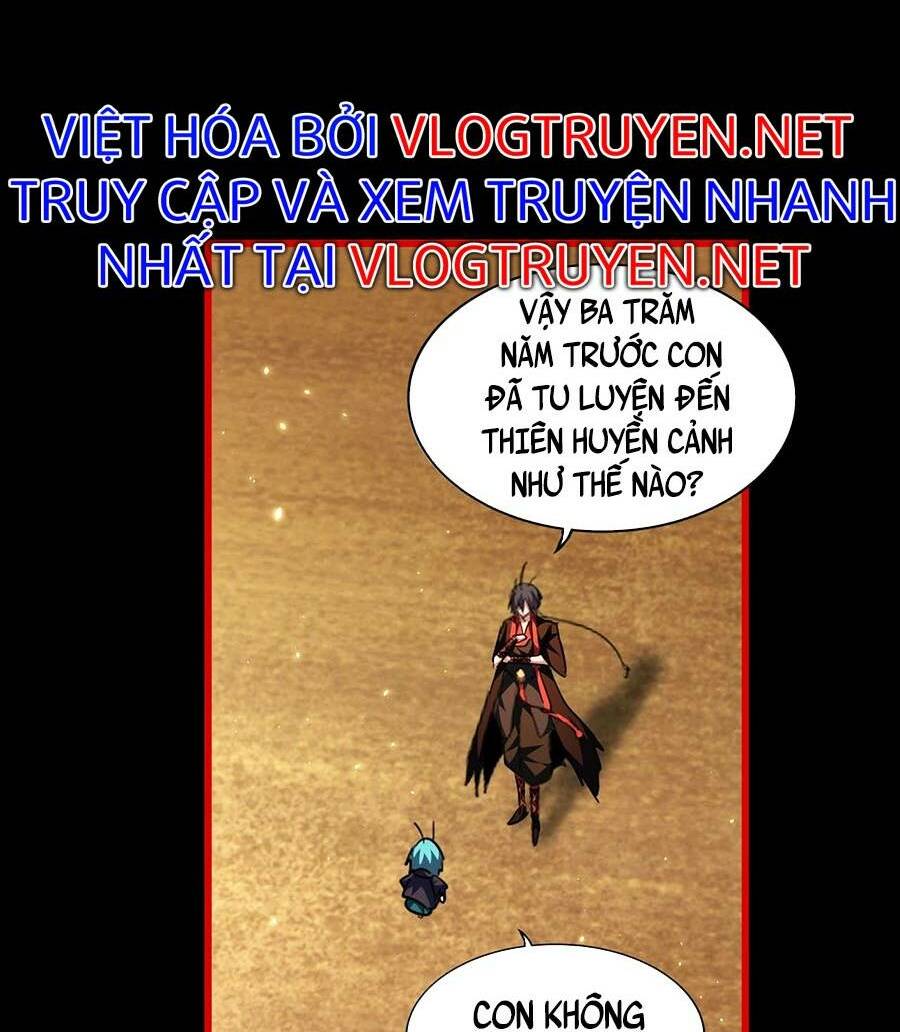 VIỆT HÓA BỞI VLOGTRUYEN.NET
TRUY CẬP VÀ XEM TRUYỆN NHANH
NHẤT TẠI VLOGTRUYEN.NET
VẬY BA TRĂM
NĂM TRƯỚC CON
ĐÃ TU LUYỆN ĐẾN
THIÊN HUYỀN CẢNH
NHƯ THẾ NÀO?
CON KHÔNG